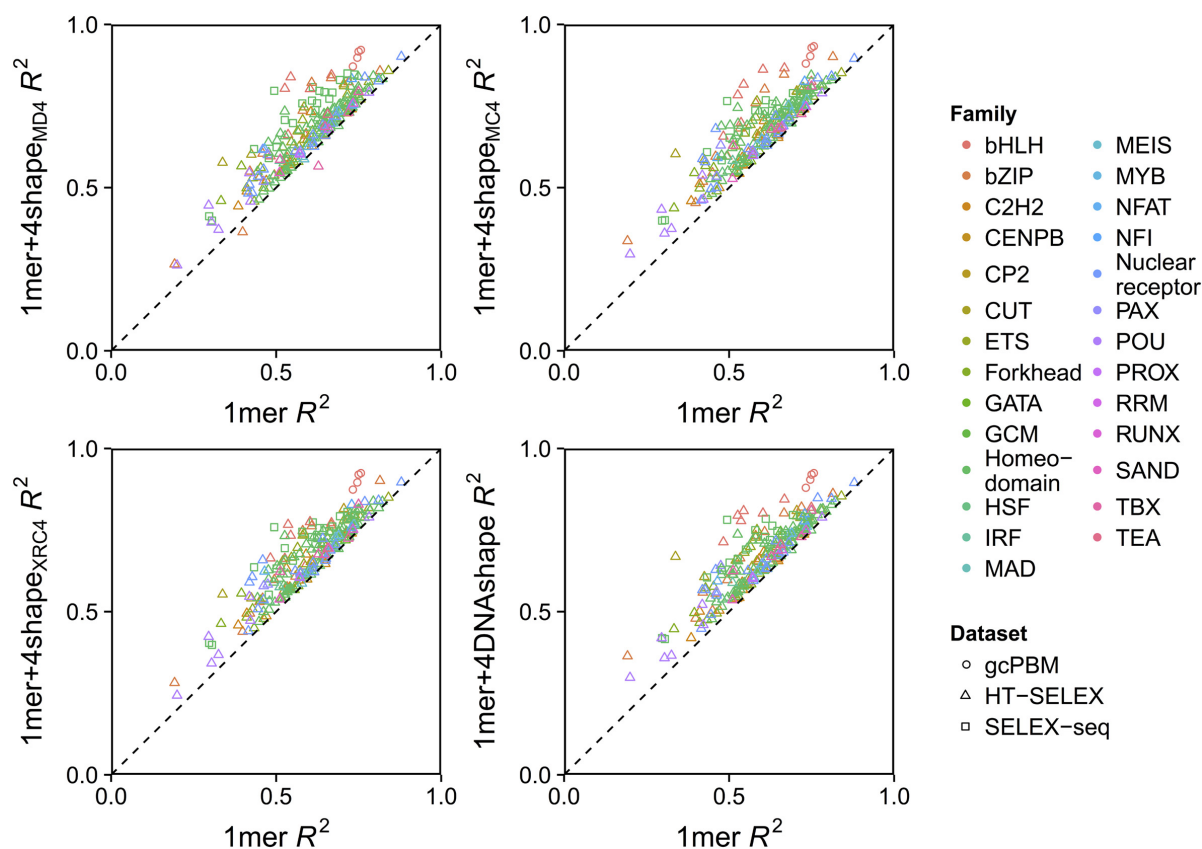 1.0
0.5
0.0
0.0 0.5 1.0
1mer R²
1mer+4shapeMD4 R²
1.0
0.5
0.0
0.0 0.5 1.0
1mer R²
1mer+4shapeMC4 R²
1.0
0.5
0.0
0.0 0.5 1.0
1mer R²
1mer+4shapeXRC4 R²
1.0
0.5
0.0
0.0 0.5 1.0
1mer R²
1mer+4DNAshape R²
Family
bHLH
bZIP
C2H2
CENPB
CP2
CUT
ETS
Forkhead
GATA
GCM
Homeo−
domain
HSF
IRF
MAD
MEIS
MYB
NFAT
NFI
Nuclear
receptor
PAX
POU
PROX
RRM
RUNX
SAND
TBX
TEA
Dataset
gcPBM
HT−SELEX
SELEX−seq